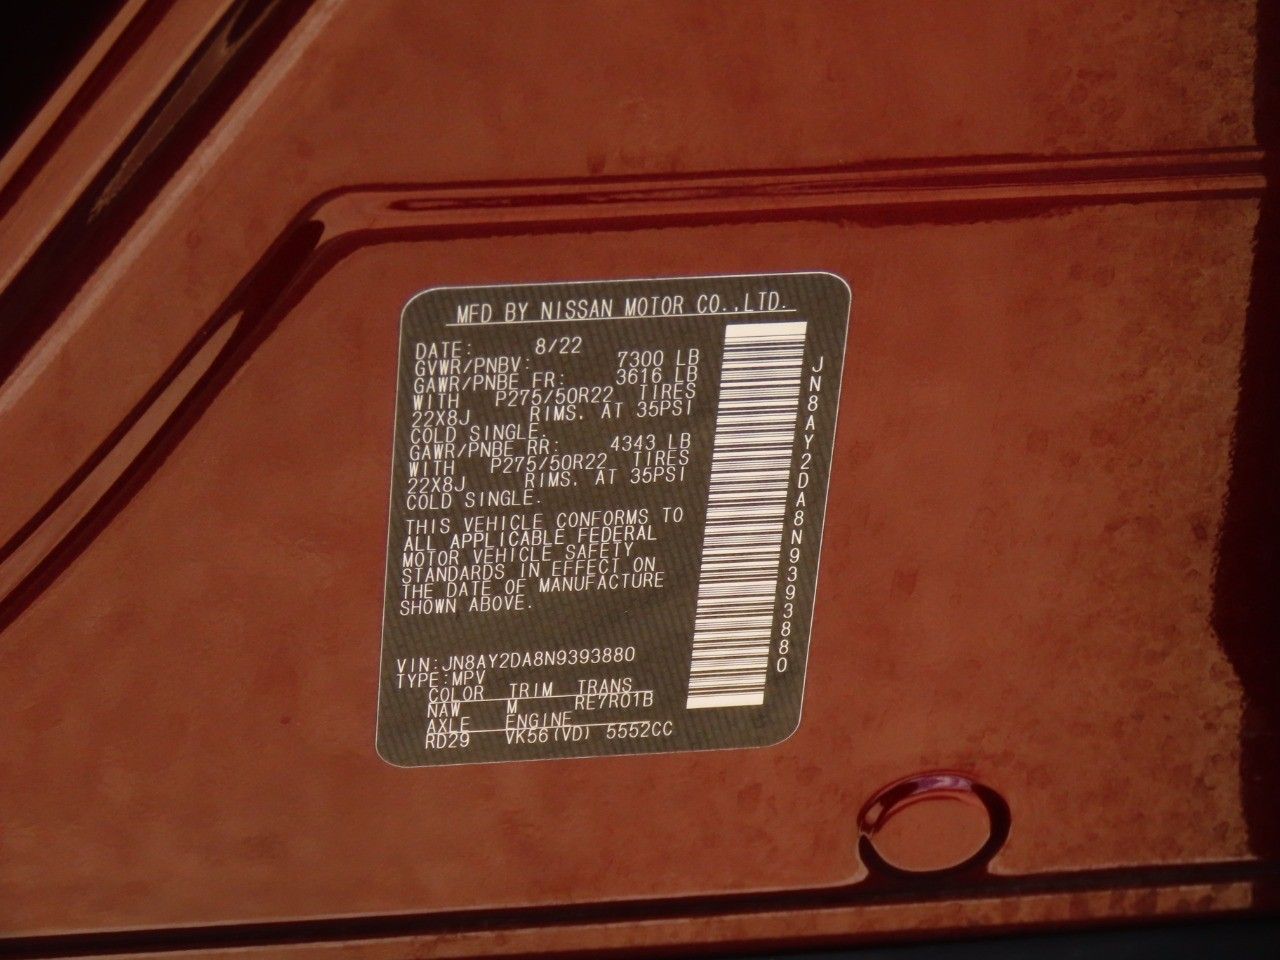 MFD BY NISSAN MOTOR CO.,LTD.
DATE: 8/22
GVWR/PNBV: 7300 LB
GAWR/PNBE FR: 3616 LB
WITH P275/50R22 TIRES
22X8J RIMS. AT 35PSI
COLD SINGLE.
GAWR/PNBE RR: 4343 LB
WITH P275/50R22 TIRES
22X8J RIMS. AT 35PSI
COLD SINGLE.
THIS VEHICLE CONFORMS TO
ALL APPLICABLE FEDERAL
MOTOR VEHICLE SAFETY
STANDARDS IN EFFECT ON
THE DATE OF MANUFACTURE
SHOWN ABOVE.
VIN:JN8AY2DA8N9393880
TYPE:MPV
COLOR TRIM TRANS
NAW M RE7R01B
AXLE ENGINE
RD29 VK56(VD) 5552CC
JN8AY2DA8N9393880